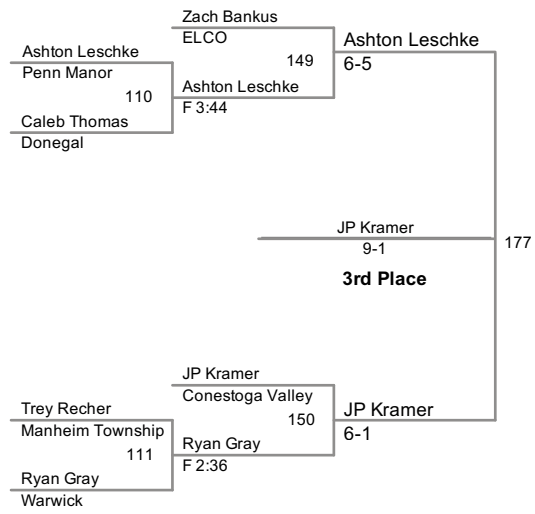 Zach Bankus
ELCO
Ashton Leschke
Ashton Leschke
149
6-5
Penn Manor
110
Ashton Leschke
F 3:44
Caleb Thomas
Donegal
JP Kramer
177
9-1
3rd Place
JP Kramer
Conestoga Valley
Trey Recher
JP Kramer
150
Manheim Township
6-1
111
Ryan Gray
F 2:36
Ryan Gray
Warwick